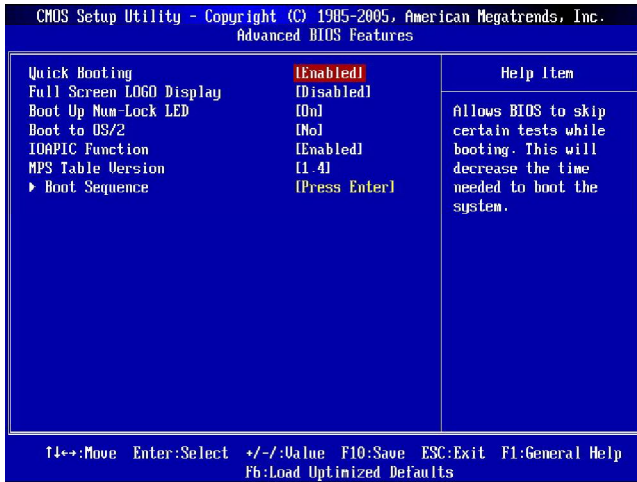 CMOS Setup Utility - Copyright (C) 1985-2005, American Megatrends, Inc.
Advanced BIOS Features
Quick Booting [Enabled]
Full Screen LOGO Display [Disabled]
Boot Up Num-Lock LED [On]
Boot to OS/2 [No]
IOAPIC Function [Enabled]
MPS Table Version [1.4]
▶ Boot Sequence [Press Enter]
Help Item
Allows BIOS to skip
certain tests while
booting. This will
decrease the time
needed to boot the
system.
↑↓←→:Move Enter:Select +/-/:Value F10:Save ESC:Exit F1:General Help
F6:Load Optimized Defaults